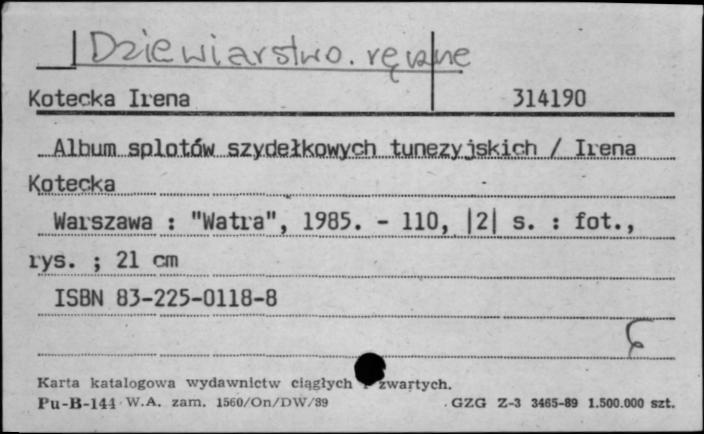 Dziewiarstwo. ręczne
Kotecka Irena 314190
Album splotów szydełkowych tunezyjskich / Irena
Kotecka
Warszawa : "Watra", 1985. - 110, |2| s. : fot.,
rys. ; 21 cm
ISBN 83-225-0118-8
Karta katalogowa wydawnictw ciągłych i zwartych.
Pu-B-144 W.A. zam. 1560/On/DW/89 GZG Z-3 3465-89 1.500.000 szt.